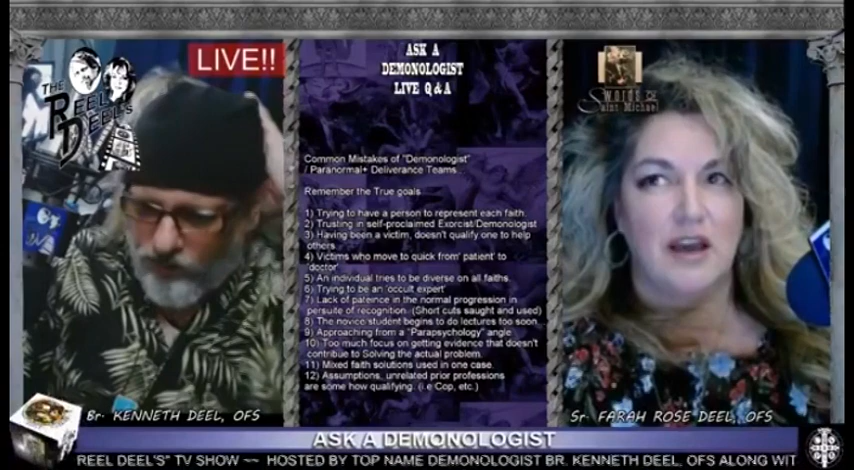 LIVE!!
THE
REEL
DEEL'S
ASK A
DEMONOLOGIST
LIVE Q & A
SWORDS OF
Saint Michael
Common Mistakes of "Demonologist"
/ Paranormal+ Deliverance Teams..
Remember the True goals
1) Trying to have a person to represent each faith.
2) Trusting in self-proclaimed Exorcist/Demonologist
3) Having been a victim, doesn't qualify one to help
others...
4) Victims who move to quick from' patient' to
'doctor'
5) An individual tries to be diverse on all faiths.
6) Trying to be an 'occult expert'
7) Lack of patience in the normal progression in
persuite of recognition. (Short cuts saught and used)
8) The novice student begins to do lectures too soon.
9) Approaching from a "Parapsychology" angle
10) Too much focus on getting evidence that doesn't
contribute to Solving the actual problem.
11) Mixed faith solutions used in one case.
12) Assumptions, unrelated prior professions
are some how qualifying. (i.e Cop, etc.)
Br. KENNETH DEEL, OFS
Sr. FARAH ROSE DEEL, OFS
ASK A DEMONOLOGIST
REEL DEEL'S" TV SHOW ~~ HOSTED BY TOP NAME DEMONOLOGIST BR. KENNETH DEEL, OFS ALONG WIT